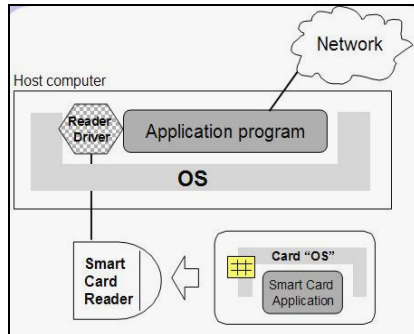 Network
Host computer
Reader
Driver
Application program
OS
Smart
Card
Reader
Card "OS"
Smart Card
Application